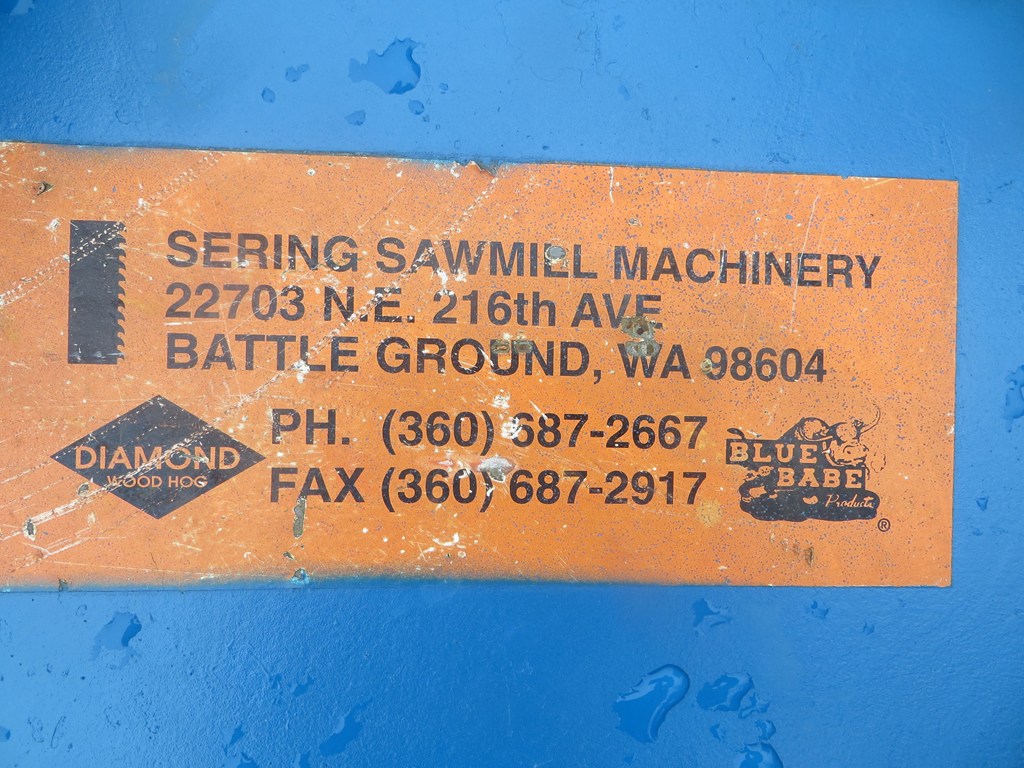 SERING SAWMILL MACHINERY
22703 N.E. 216th AVE
BATTLE GROUND, WA 98604
PH. (360) 687-2667
FAX (360) 687-2917
DIAMOND
WOOD HOG
BLUE
BABE
Products
®